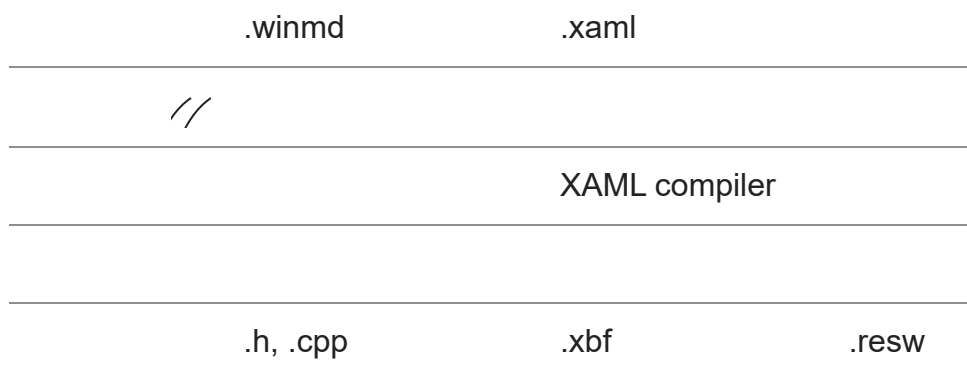 .winmd .xaml
XAML compiler
.h, .cpp .xbf .resw